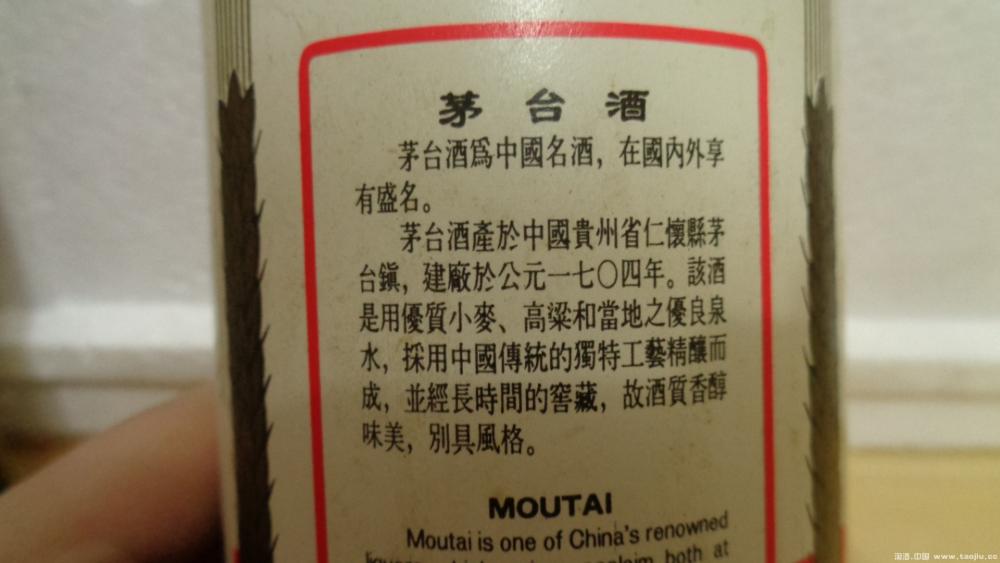 茅台酒
茅台酒爲中國名酒，在國內外享
有盛名。
茅台酒產於中國貴州省仁懷縣茅
台鎭，建廠於公元一七〇四年。該酒
是用優質小麥、高粱和當地之優良泉
水，採用中國傳統的獨特工藝精釀而
成，並經長時間的窖藏，故酒質香醇
味美，別具風格。
MOUTAI
Moutai is one of China's renowned
both at
淘酒.中国 www.taojiu.cc